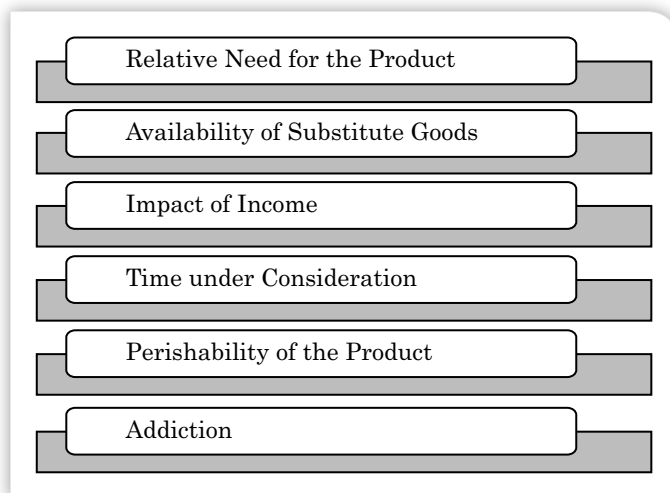 Relative Need for the Product
Availability of Substitute Goods
Impact of Income
Time under Consideration
Perishability of the Product
Addiction